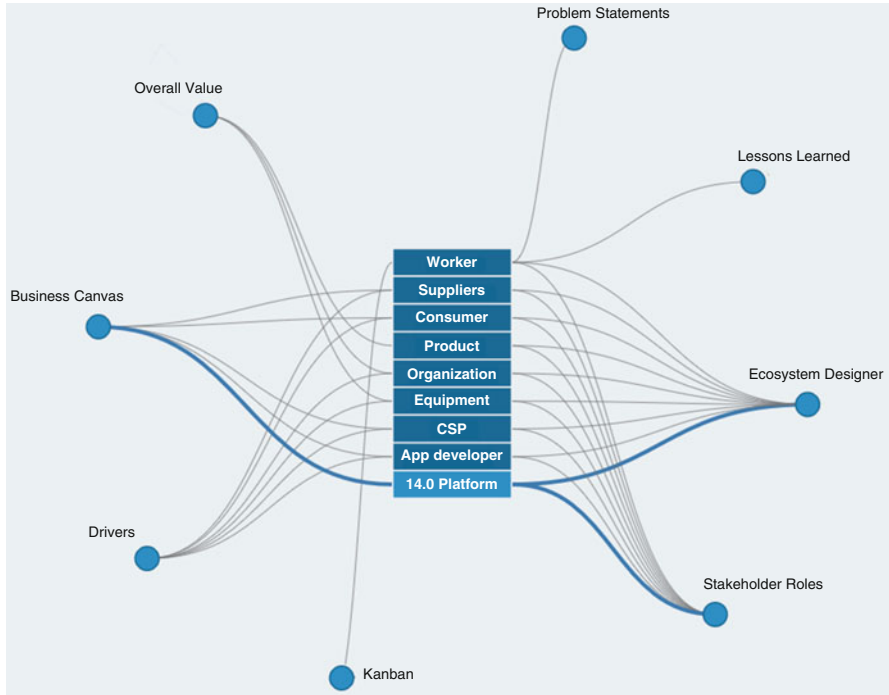 Problem Statements
Overall Value
Lessons Learned
Worker
Suppliers
Business Canvas
Consumer
Product
Organization
Ecosystem Designer
Equipment
CSP
App developer
14.0 Platform
Drivers
Stakeholder Roles
Kanban